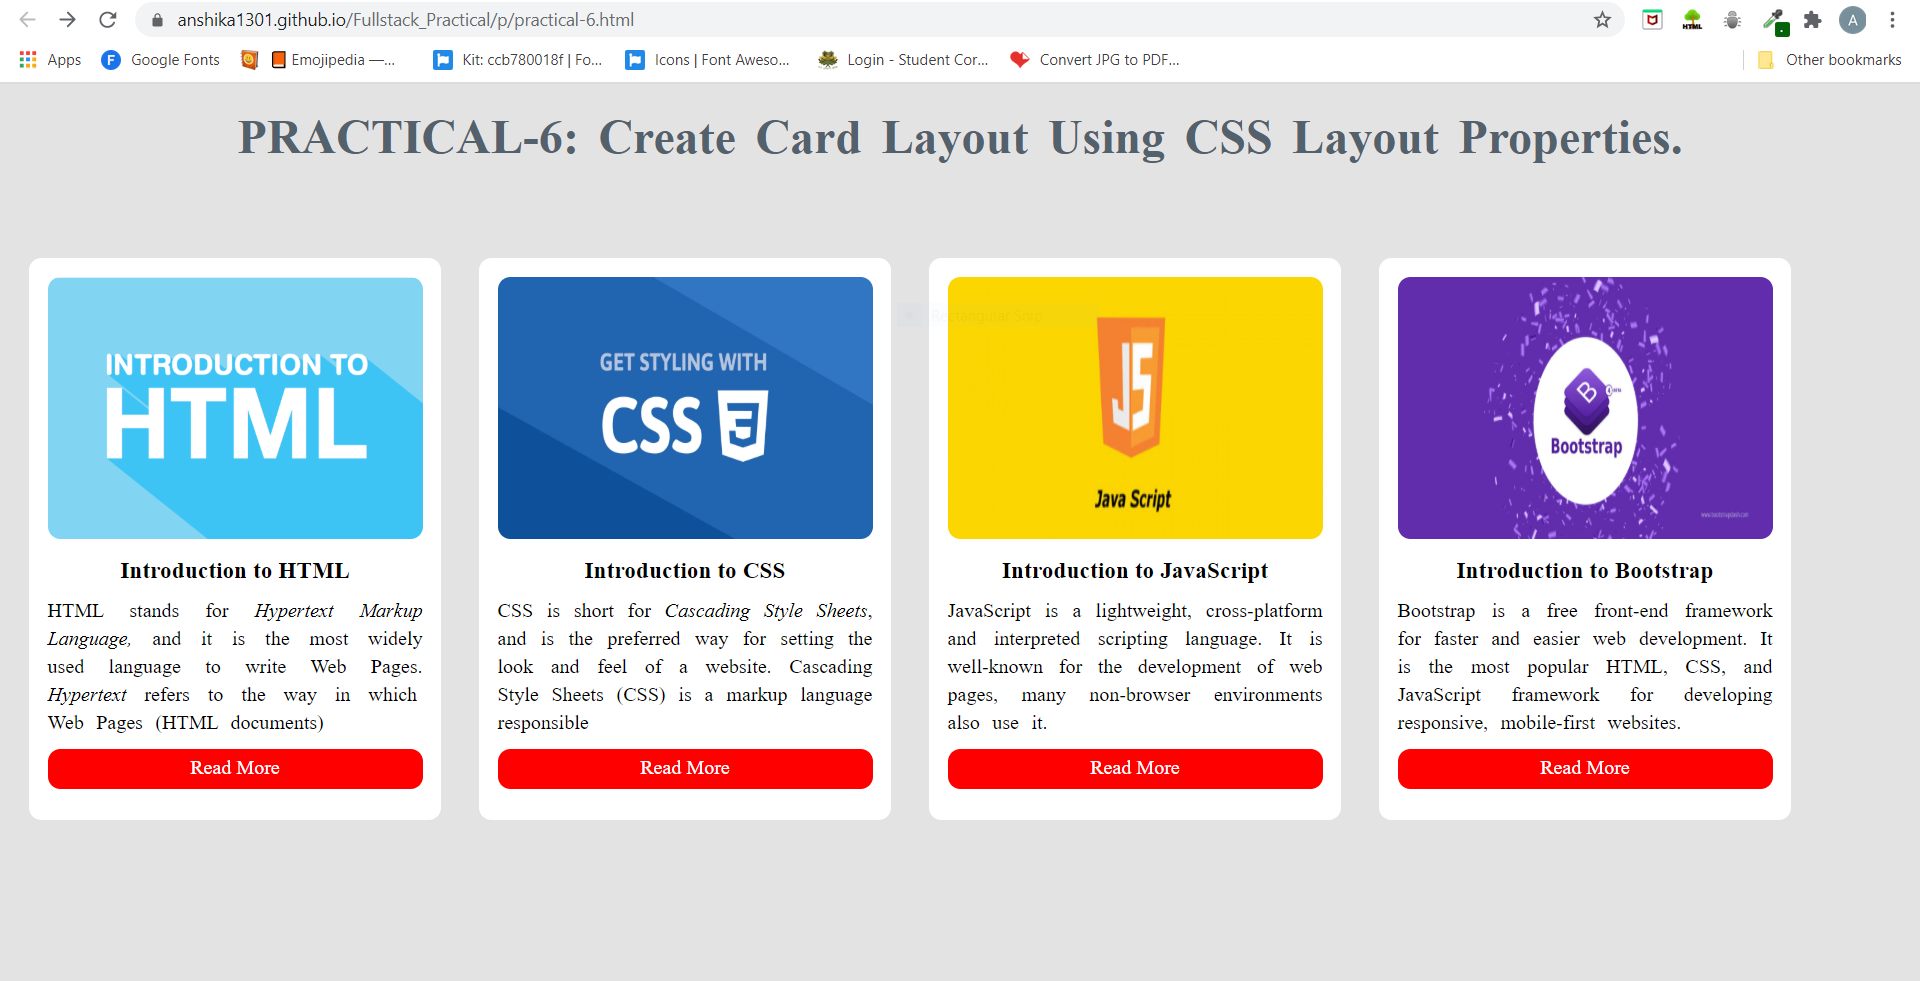 anshika1301.github.io/Fullstack_Practical/p/practical-6.html
A
Apps
Google Fonts
Emojipedia —...
Kit: ccb780018f | Fo...
Icons | Font Aweso...
Login - Student Cor...
Convert JPG to PDF...
Other bookmarks
PRACTICAL-6: Create Card Layout Using CSS Layout Properties.
INTRODUCTION TO
HTML
Introduction to HTML
HTML stands for Hypertext Markup
Language, and it is the most widely
used language to write Web Pages.
Hypertext refers to the way in which
Web Pages (HTML documents)
Read More
GET STYLING WITH
CSS 3
Introduction to CSS
CSS is short for Cascading Style Sheets,
and is the preferred way for setting the
look and feel of a website. Cascading
Style Sheets (CSS) is a markup language
responsible
Read More
Rectangular Snip
JS
Java Script
Introduction to JavaScript
JavaScript is a lightweight, cross-platform
and interpreted scripting language. It is
well-known for the development of web
pages, many non-browser environments
also use it.
Read More
B
Bootstrap
Introduction to Bootstrap
Bootstrap is a free front-end framework
for faster and easier web development. It
is the most popular HTML, CSS, and
JavaScript framework for developing
responsive, mobile-first websites.
Read More